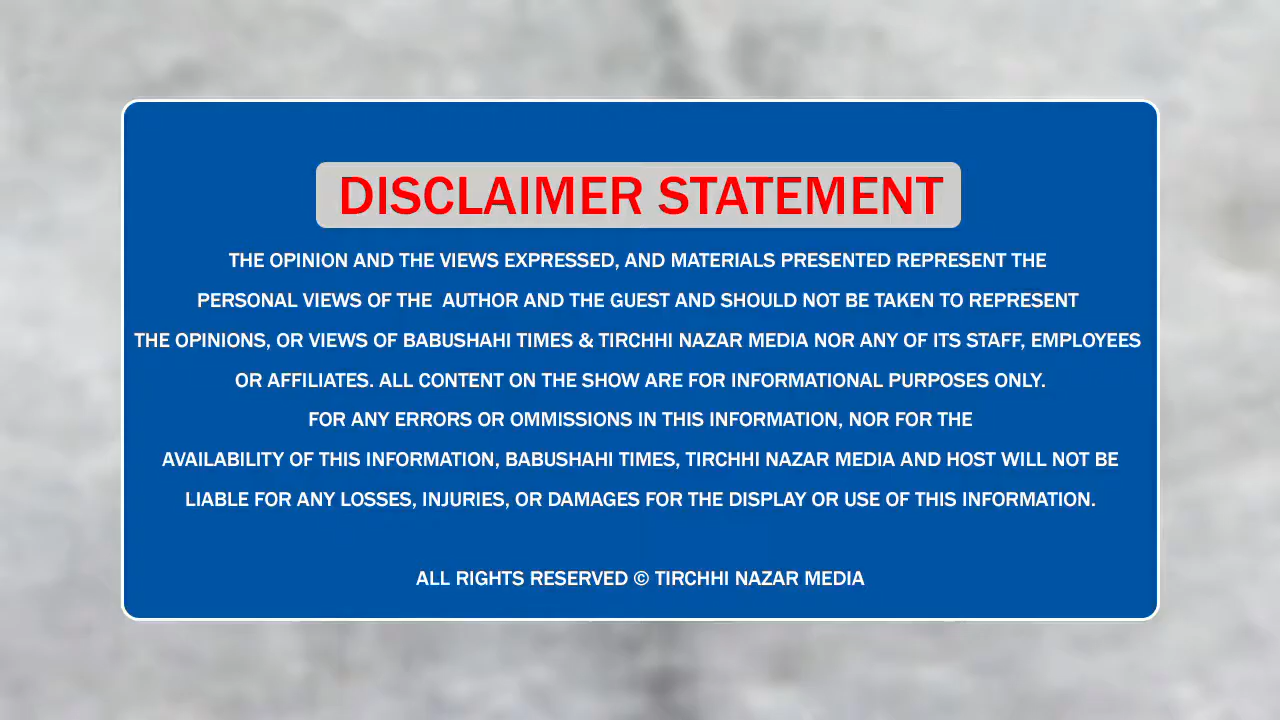 DISCLAIMER STATEMENT
THE OPINION AND THE VIEWS EXPRESSED, AND MATERIALS PRESENTED REPRESENT THE
PERSONAL VIEWS OF THE  AUTHOR AND THE GUEST AND SHOULD NOT BE TAKEN TO REPRESENT
THE OPINIONS, OR VIEWS OF BABUSHAHI TIMES & TIRCHHI NAZAR MEDIA NOR ANY OF ITS STAFF, EMPLOYEES
OR AFFILIATES. ALL CONTENT ON THE SHOW ARE FOR INFORMATIONAL PURPOSES ONLY.
FOR ANY ERRORS OR OMMISSIONS IN THIS INFORMATION, NOR FOR THE
AVAILABILITY OF THIS INFORMATION, BABUSHAHI TIMES, TIRCHHI NAZAR MEDIA AND HOST WILL NOT BE
LIABLE FOR ANY LOSSES, INJURIES, OR DAMAGES FOR THE DISPLAY OR USE OF THIS INFORMATION.
ALL RIGHTS RESERVED © TIRCHHI NAZAR MEDIA